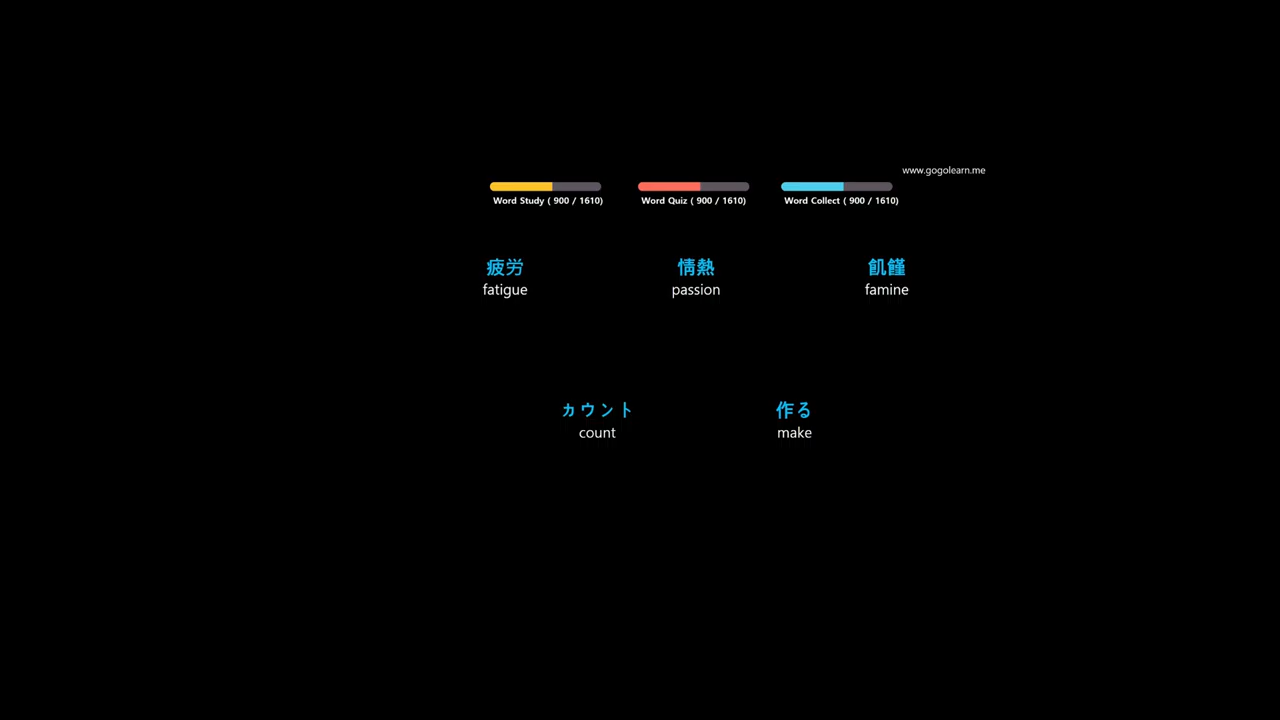 www.gogolearn.me
Word Study ( 900 / 1610)
Word Quiz ( 900 / 1610)
Word Collect ( 900 / 1610)
疲労
fatigue
情熱
passion
飢饉
famine
カウント
count
作る
make